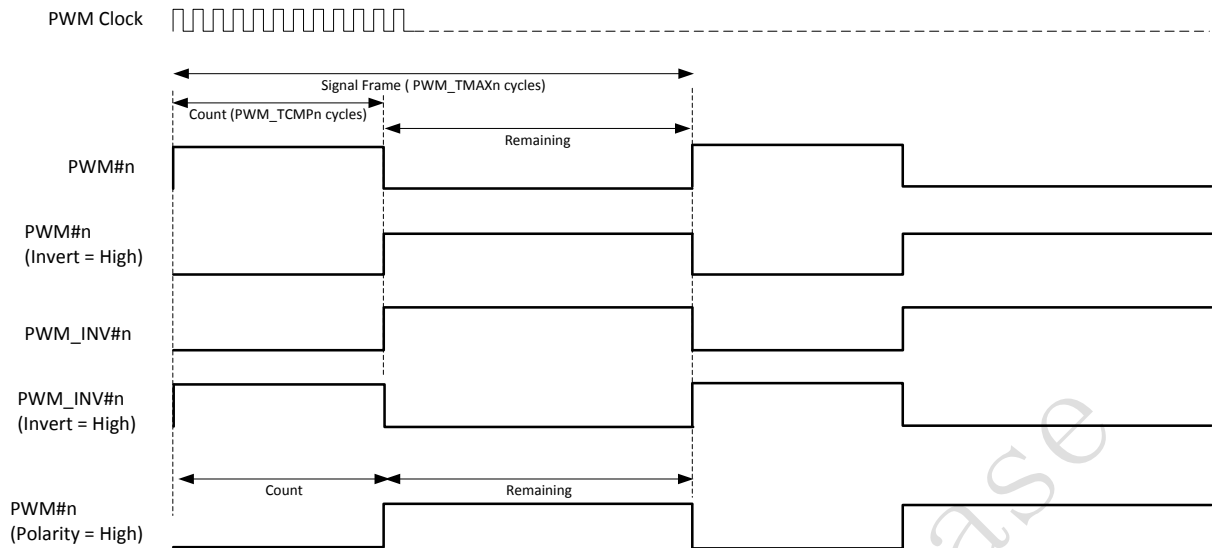 PWM Clock
Signal Frame ( PWM_TMAXn cycles)
Count (PWM_TCMPn cycles)
Remaining
PWM#n
PWM#n
(Invert = High)
PWM_INV#n
PWM_INV#n
(Invert = High)
Count
Remaining
PWM#n
(Polarity = High)
ase